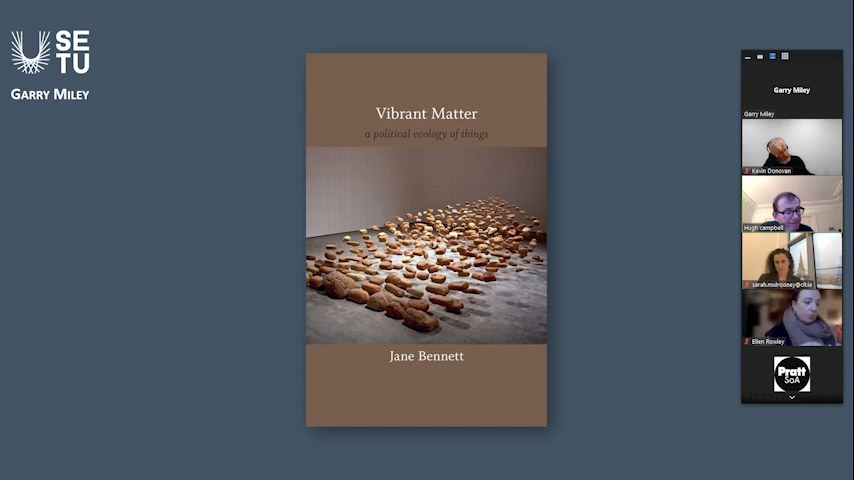 SE
TU
GARRY MILEY
Vibrant Matter
a political ecology of things
Jane Bennett
Garry Miley
Garry Miley
Kevin Donovan
Hugh campbell
sarah.mulrooney@cit.ie
Ellen Rowley
Pratt
SoA